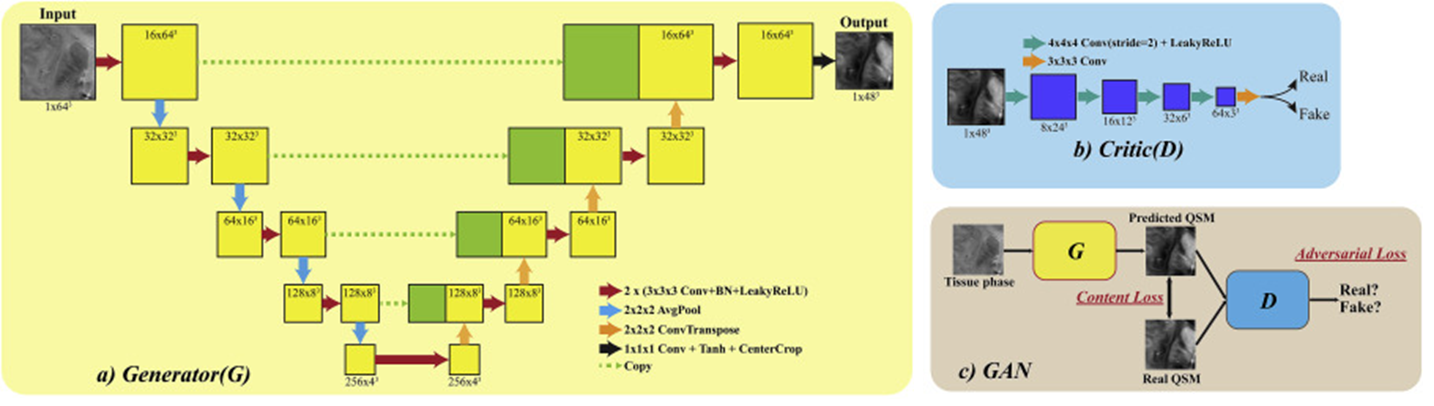 Input
1x64³
16x64³
16x64³
16x64³
Output
1x48³
32x32³
32x32³
32x32³
32x32³
64x16³
64x16³
64x16³
64x16³
128x8³
128x8³
128x8³
128x8³
256x4³
256x4³
2 x (3x3x3 Conv+BN+LeakyReLU)
2x2x2 AvgPool
2x2x2 ConvTranspose
1x1x1 Conv + Tanh + CenterCrop
Copy
a) Generator(G)
4x4x4 Conv(stride=2) + LeakyReLU
3x3x3 Conv
1x48³
8x24³
16x12³
32x6³
64x3³
Real
Fake
b) Critic(D)
Tissue phase
G
Predicted QSM
Content Loss
Real QSM
D
Adversarial Loss
Real?
Fake?
c) GAN